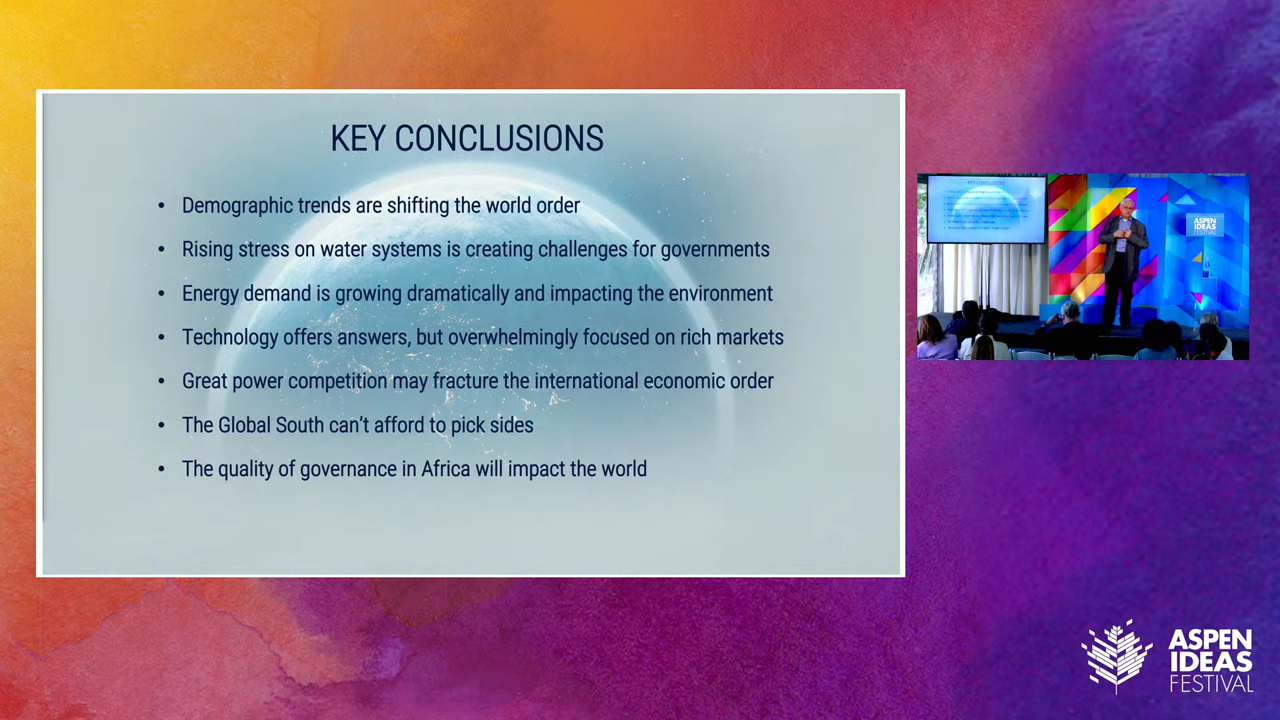 KEY CONCLUSIONS
• Demographic trends are shifting the world order
• Rising stress on water systems is creating challenges for governments
• Energy demand is growing dramatically and impacting the environment
• Technology offers answers, but overwhelmingly focused on rich markets
• Great power competition may fracture the international economic order
• The Global South can't afford to pick sides
• The quality of governance in Africa will impact the world
KEY CONCLUSIONS
ASPEN
IDEAS
FESTIVAL
ASPEN
IDEAS
FESTIVAL